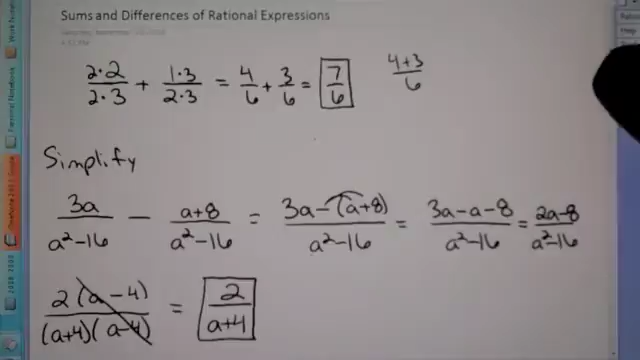 Sums and Differences of Rational Expressions
2·2/2·3 + 1·3/2·3 = 4/6 + 3/6 = 7/6 4+3/6
Simplify
3a/a²-16 - a+8/a²-16 = 3a-(a+8)/a²-16 = 3a-a-8/a²-16 = 2a-8/a²-16
2(a-4)/(a+4)(a-4) = 2/a+4